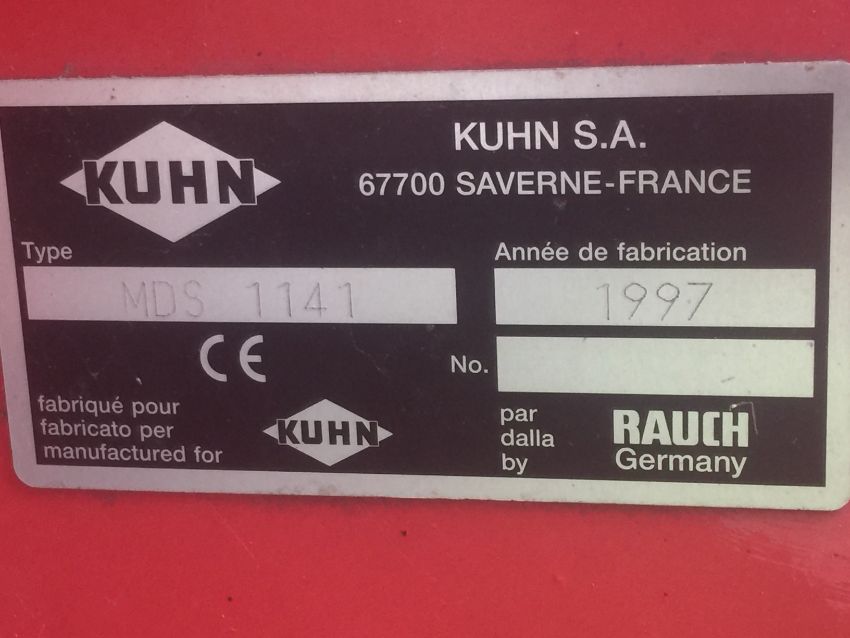 KUHN
KUHN S.A.
67700 SAVERNE-FRANCE
Type
MDS 1141
Année de fabrication
1997
CE
No.
fabriqué pour
fabricato per
manufactured for
KUHN
par
dalla
by
RAUCH
Germany